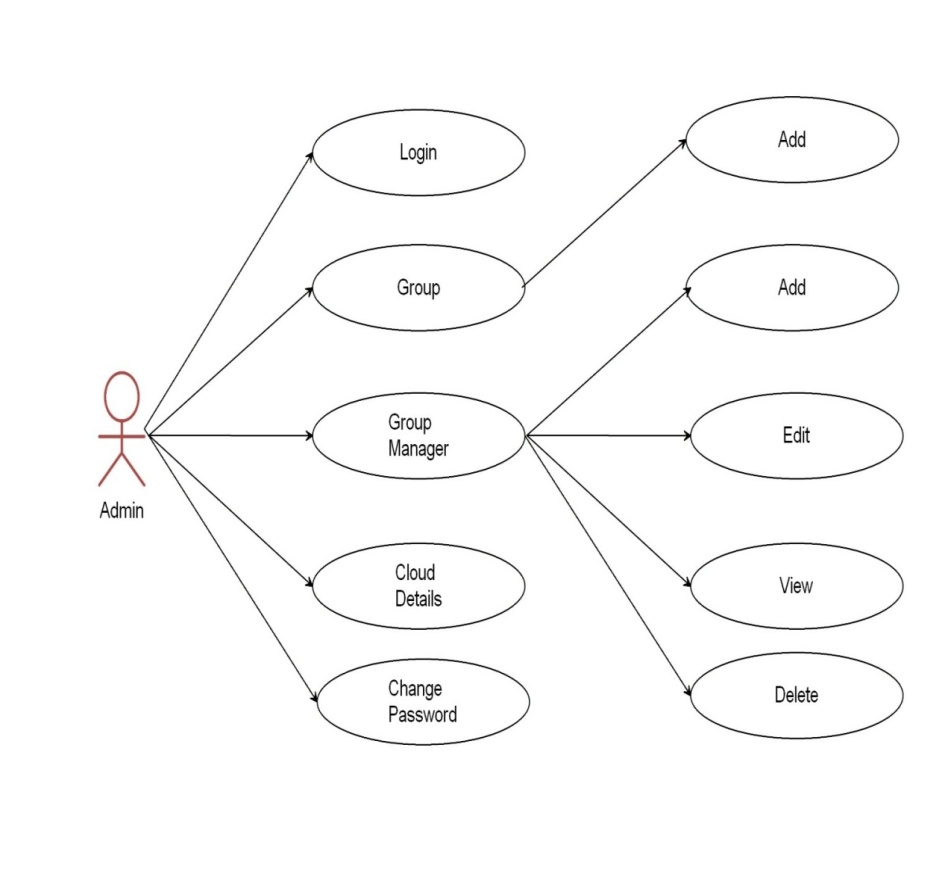 Login
Add
Group
Add
Group
Manager
Edit
Admin
Cloud
Details
View
Change
Password
Delete